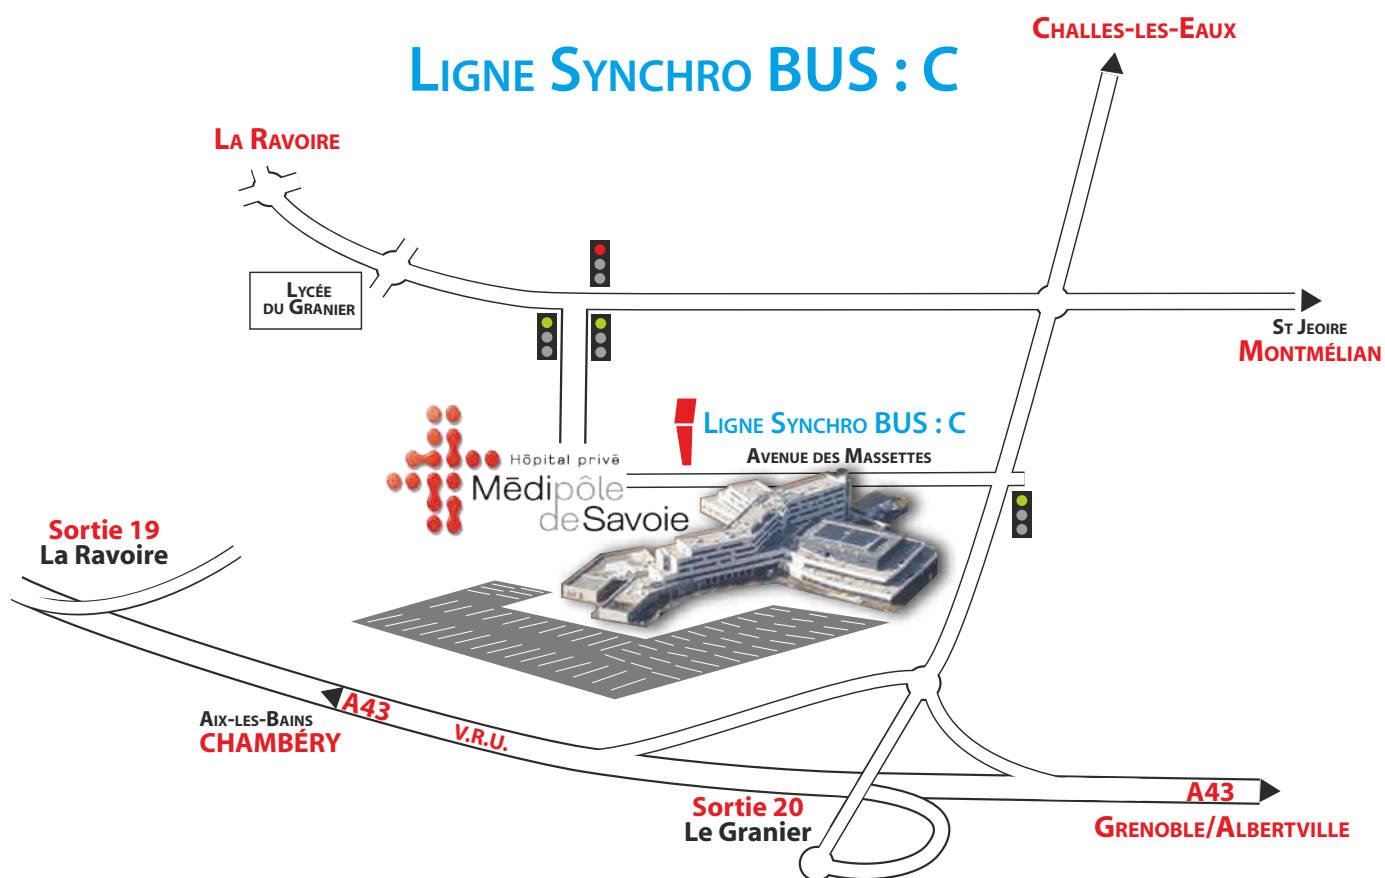 CHALLES-LES-EAUX
LIGNE SYNCHRO BUS : C
LA RAVOIRE
LYCÉE
DU GRANIER
ST JEOIRE
MONTMÉLIAN
LIGNE SYNCHRO BUS : C
AVENUE DES MASSETTES
Hôpital privé
Médipôle
de Savoie
Sortie 19
La Ravoire
A43
V.R.U.
AIX-LES-BAINS
CHAMBÉRY
Sortie 20
Le Granier
A43
GRENOBLE/ALBERTVILLE